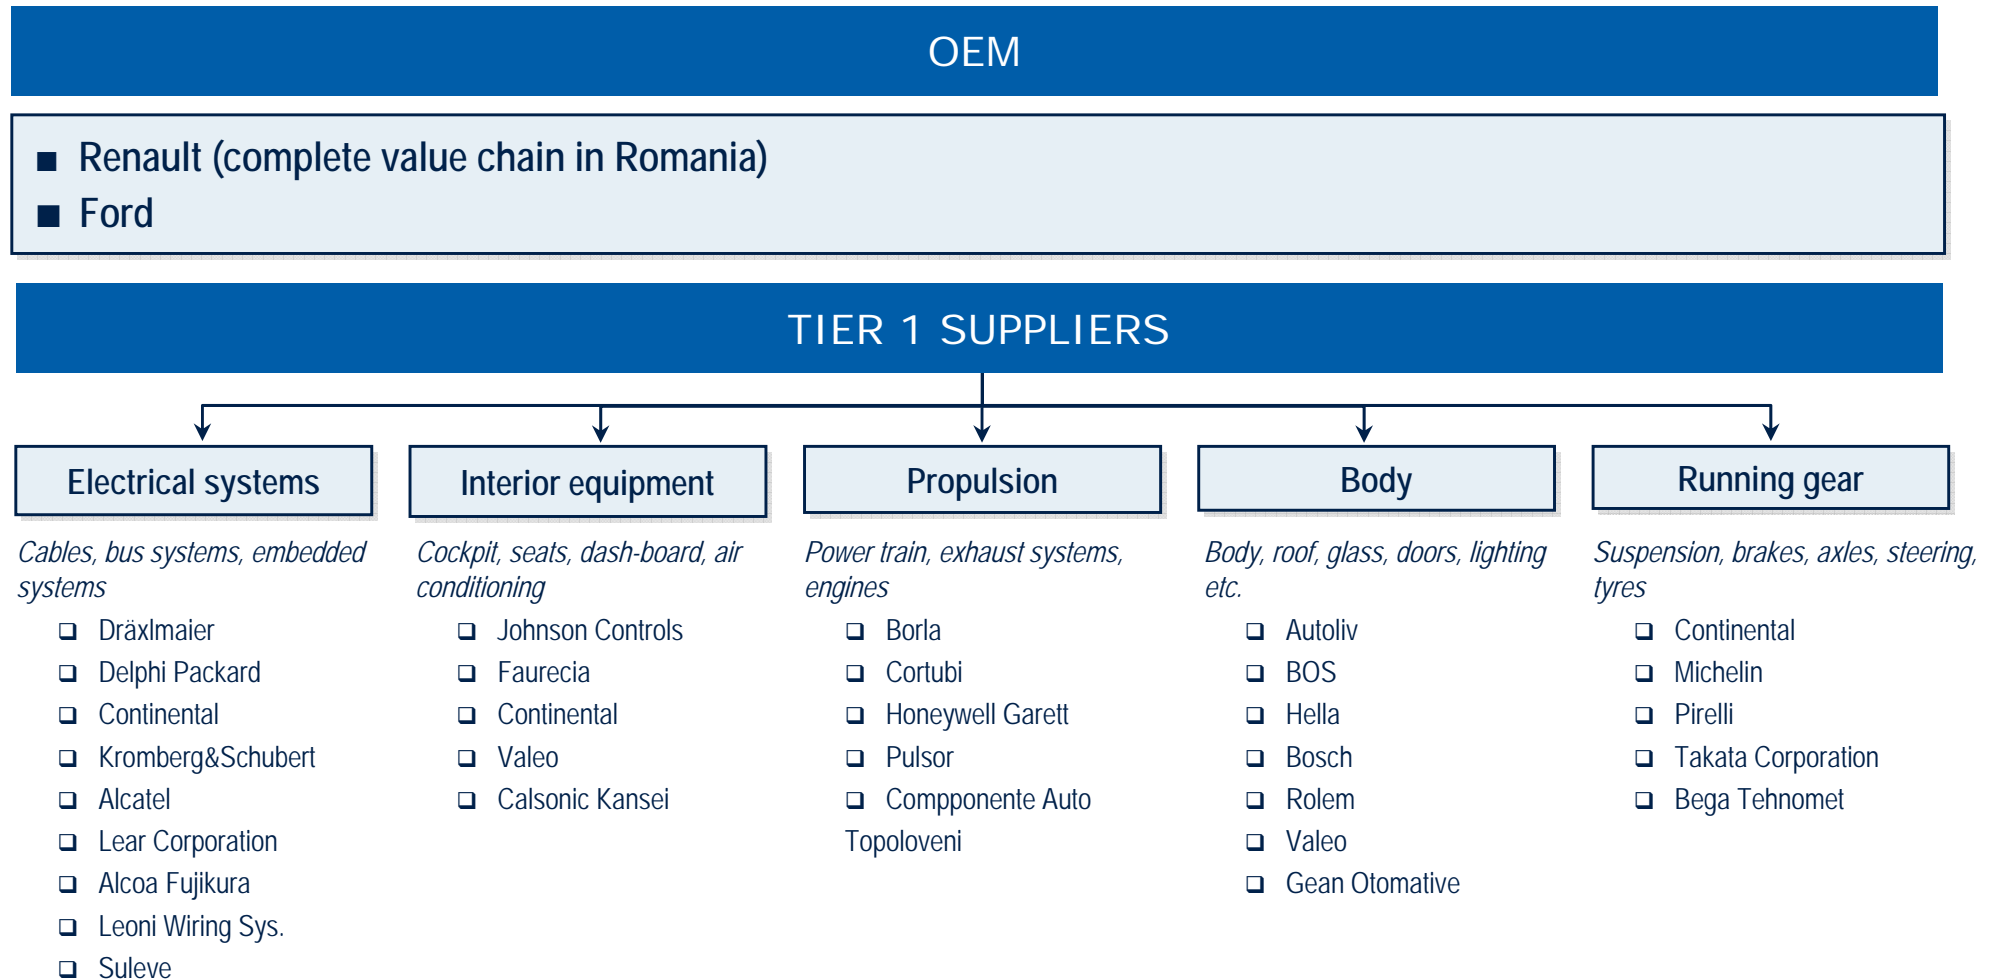 OEM
■ Renault (complete value chain in Romania)
■ Ford
TIER 1 SUPPLIERS
Electrical systems
Cables, bus systems, embedded
systems
❑ Dräxlmaier
❑ Delphi Packard
❑ Continental
❑ Kromberg&Schubert
❑ Alcatel
❑ Lear Corporation
❑ Alcoa Fujikura
❑ Leoni Wiring Sys.
❑ Suleve
Interior equipment
Cockpit, seats, dash-board, air
conditioning
❑ Johnson Controls
❑ Faurecia
❑ Continental
❑ Valeo
❑ Calsonic Kansei
Propulsion
Power train, exhaust systems,
engines
❑ Borla
❑ Cortubi
❑ Honeywell Garett
❑ Pulsor
❑ Compponente Auto
Topoloveni
Body
Body, roof, glass, doors, lighting
etc.
❑ Autoliv
❑ BOS
❑ Hella
❑ Bosch
❑ Rolem
❑ Valeo
❑ Gean Otomative
Running gear
Suspension, brakes, axles, steering,
tyres
❑ Continental
❑ Michelin
❑ Pirelli
❑ Takata Corporation
❑ Bega Tehnomet